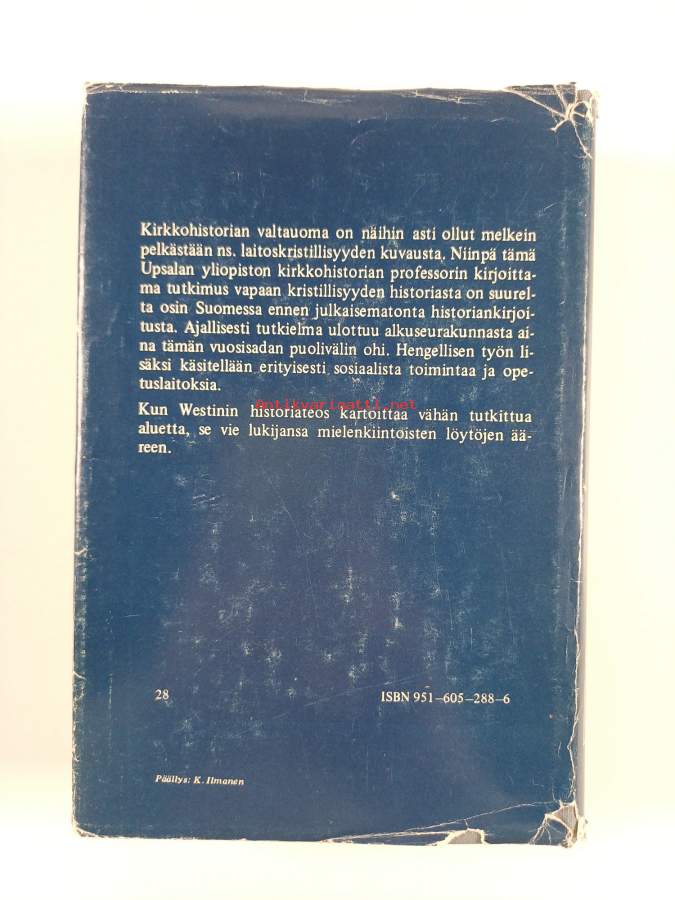 Kirkkohistorian valtauoma on näihin asti ollut melkein
pelkästään ns. laitoskristillisyyden kuvausta. Niinpä tämä
Upsalan yliopiston kirkkohistorian professorin kirjoitta-
ma tutkimus vapaan kristillisyyden historiasta on suurel-
ta osin Suomessa ennen julkaisematonta historiankirjoi-
tusta. Ajallisesti tutkielma ulottuu alkuseurakunnasta ai-
na tämän vuosisadan puolivälin ohi. Hengellisen työn li-
säksi käsitellään erityisesti sosiaalista toimintaa ja ope-
tuslaitoksia.
antikvariaatti.net
Kun Westinin historiateos kartoittaa vähän tutkittua
aluetta, se vie lukijansa mielenkiintoisten löytöjen ää-
reen.
28
ISBN 951-605-288-6
Päällys: K. Ilmanen